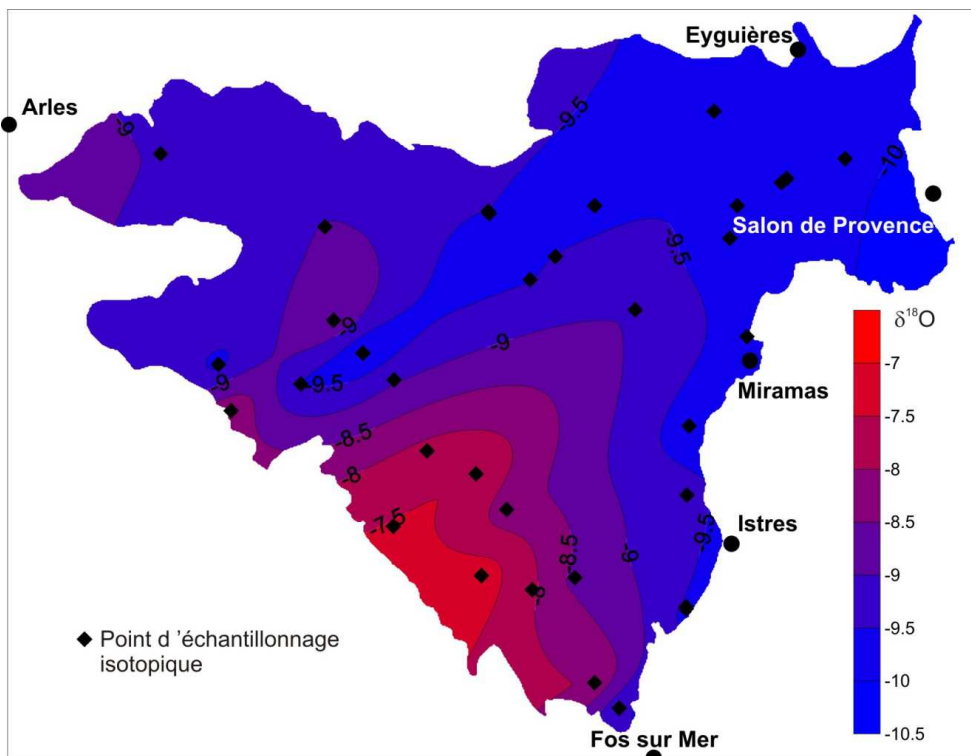 Eyguières
Arles
-9.5
-9
-10
Salon de Provence
-9.5
δ18O
-9
-9
-7
-9
-9.5
Miramas
-7.5
-8.5
-8
-8
-7.5
-8.5
Istres
-9.5
-8.5
-9
-9
-8
-9.5
Point d 'échantillonnage
isotopique
-10
-10.5
Fos sur Mer